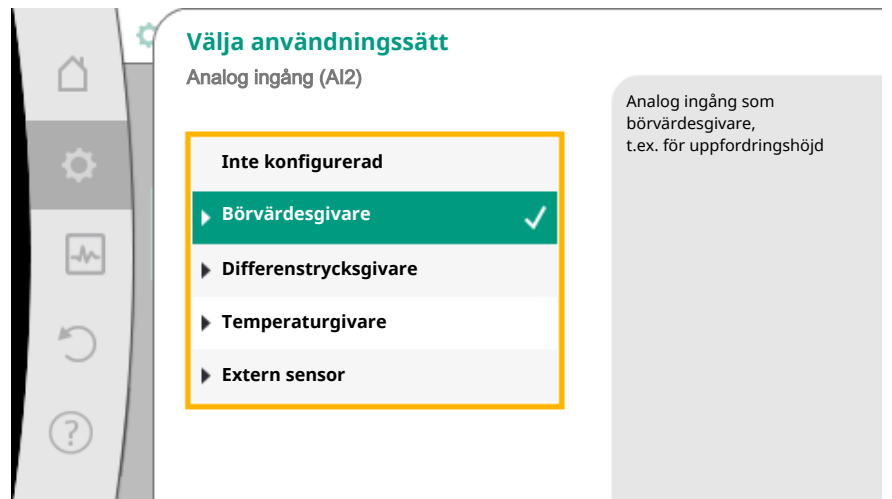 Välja användningssätt
Analog ingång (AI2)
Inte konfigurerad
Börvärdesgivare
Differenstrycksgivare
Temperaturgivare
Extern sensor
Analog ingång som
börvärdesgivare,
t.ex. för uppfordringshöjd
?